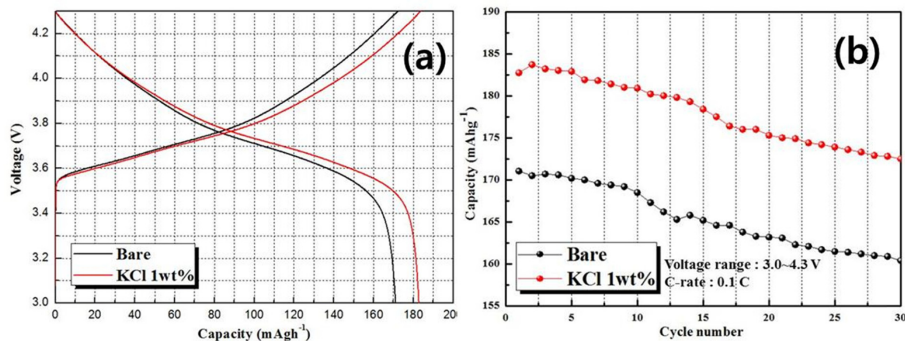 (a)
4.2
4.0
3.8
3.6
3.4
3.2
3.0
Voltage (V)
Bare
KCl 1wt%
0 20 40 60 80 100 120 140 160 180 20
Capacity (mAgh⁻¹)
(b)
190
185
180
175
170
165
160
155
Capacity (mAhg⁻¹)
Bare
KCl 1wt%
Voltage range : 3.0~4.3 V
C-rate : 0.1 C
0 5 10 15 20 25 30
Cycle number